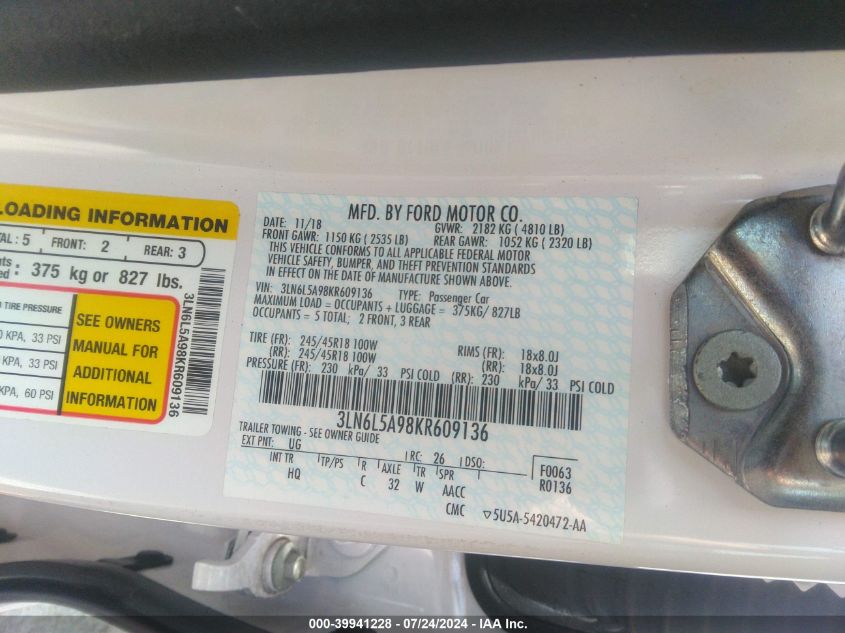 LOADING INFORMATION
TAL : 5 FRONT: 2 REAR: 3
375 kg or 827 lbs.
TIRE PRESSURE
KPA, 33 PSI
KPA, 33 PSI
KPA, 60 PSI
SEE OWNERS
MANUAL FOR
ADDITIONAL
INFORMATION
3LN6L5A98KR609136
MFD. BY FORD MOTOR CO.
DATE: 11/18 GVWR: 2182 KG ( 4810 LB)
FRONT GAWR: 1150 KG ( 2535 LB) REAR GAWR: 1052 KG ( 2320 LB)
THIS VEHICLE CONFORMS TO ALL APPLICABLE FEDERAL MOTOR
VEHICLE SAFETY, BUMPER, AND THEFT PREVENTION STANDARDS
IN EFFECT ON THE DATE OF MANUFACTURE SHOWN ABOVE.
VIN: 3LN6L5A98KR609136 TYPE: Passenger Car
MAXIMUM LOAD = OCCUPANTS + LUGGAGE = 375KG/ 827LB
OCCUPANTS = 5 TOTAL; 2 FRONT, 3 REAR
TIRE (FR): 245/45R18 100W RIMS (FR): 18x8.0J
(RR): 245/45R18 100W (RR): 18x8.0J
PRESSURE (FR): 230 kPa/ 33 PSI COLD (RR): 230 kPa/ 33 PSI COLD
3LN6L5A98KR609136
TRAILER TOWING - SEE OWNER GUIDE
EXT PNT: UG RC: 26 DSO: F0063
INT TR TP/PS R AXLE TR SPR R0136
HQ C 32 W AACC
CMC ▽5U5A-5420472-AA
000-39941228 - 07/24/2024 - IAA Inc.